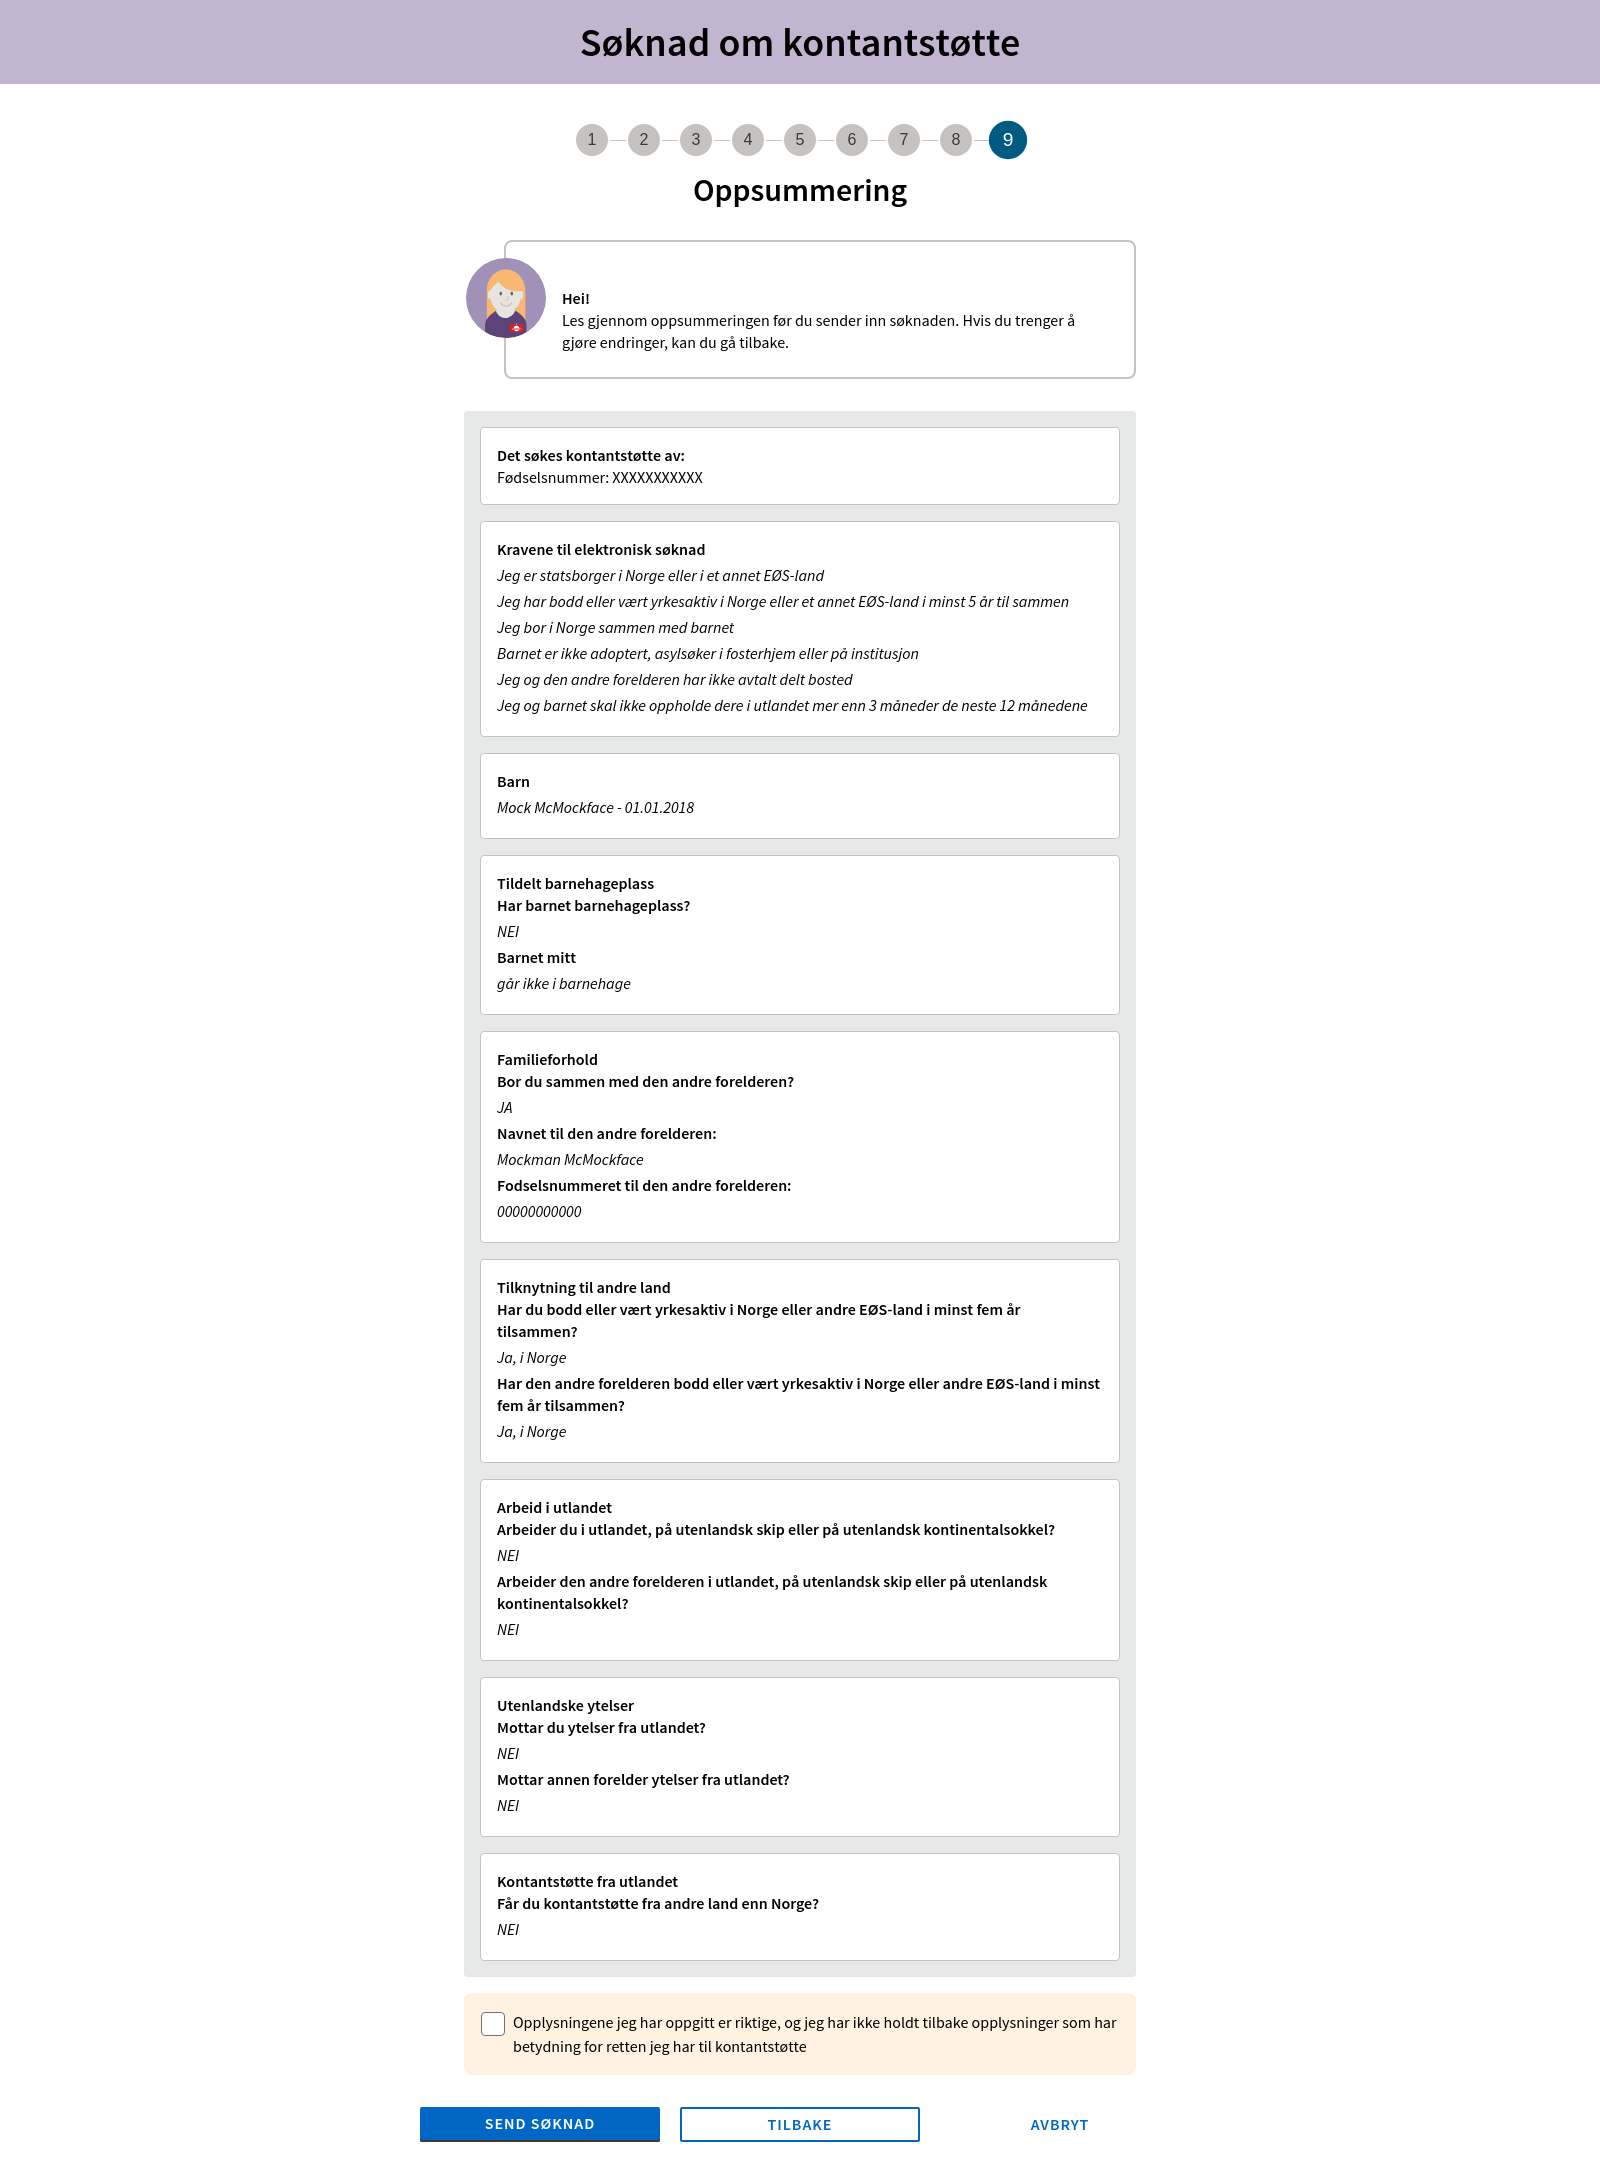 Søknad om kontantstøtte
1 2 3 4 5 6 7 8 9
Oppsummering
Hei!
Les gjennom oppsummeringen før du sender inn søknaden. Hvis du trenger å
gjøre endringer, kan du gå tilbake.
Det søkes kontantstøtte av:
Fødselsnummer: XXXXXXXXXXX
Kravene til elektronisk søknad
Jeg er statsborger i Norge eller i et annet EØS-land
Jeg har bodd eller vært yrkesaktiv i Norge eller et annet EØS-land i minst 5 år til sammen
Jeg bor i Norge sammen med barnet
Barnet er ikke adoptert, asylsøker i fosterhjem eller på institusjon
Jeg og den andre forelderen har ikke avtalt delt bosted
Jeg og barnet skal ikke oppholde dere i utlandet mer enn 3 måneder de neste 12 månedene
Barn
Mock McMockface - 01.01.2018
Tildelt barnehageplass
Har barnet barnehageplass?
NEI
Barnet mitt
går ikke i barnehage
Familieforhold
Bor du sammen med den andre forelderen?
JA
Navnet til den andre forelderen:
Mockman McMockface
Fodselsnummeret til den andre forelderen:
00000000000
Tilknytning til andre land
Har du bodd eller vært yrkesaktiv i Norge eller andre EØS-land i minst fem år
tilsammen?
Ja, i Norge
Har den andre forelderen bodd eller vært yrkesaktiv i Norge eller andre EØS-land i minst
fem år tilsammen?
Ja, i Norge
Arbeid i utlandet
Arbeider du i utlandet, på utenlandsk skip eller på utenlandsk kontinentalsokkel?
NEI
Arbeider den andre forelderen i utlandet, på utenlandsk skip eller på utenlandsk
kontinentalsokkel?
NEI
Utenlandske ytelser
Mottar du ytelser fra utlandet?
NEI
Mottar annen forelder ytelser fra utlandet?
NEI
Kontantstøtte fra utlandet
Får du kontantstøtte fra andre land enn Norge?
NEI
Opplysningene jeg har oppgitt er riktige, og jeg har ikke holdt tilbake opplysninger som har
betydning for retten jeg har til kontantstøtte
SEND SØKNAD TILBAKE AVBRYT